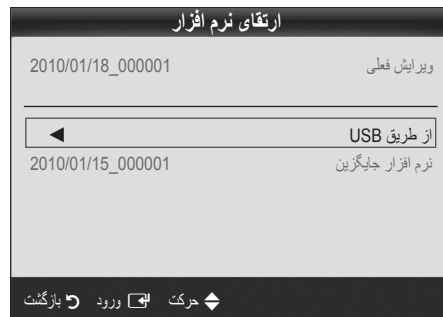 ارتقای نرم افزار
ویرایش فعلی 2010/01/18_000001
از طریق USB ◀
نرم افزار جایگزین 2010/01/15_000001
حرکت ورود بازگشت